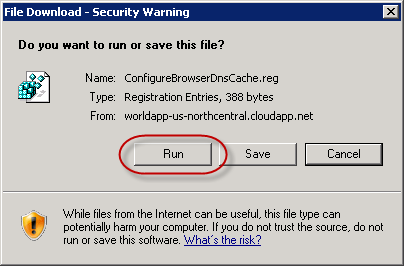 File Download - Security Warning
Do you want to run or save this file?
Name: ConfigureBrowserDnsCache.reg
Type: Registration Entries, 388 bytes
From: worldapp-us-northcentral.cloudapp.net
Run Save Cancel
While files from the Internet can be useful, this file type can
potentially harm your computer. If you do not trust the source, do not
run or save this software. What's the risk?